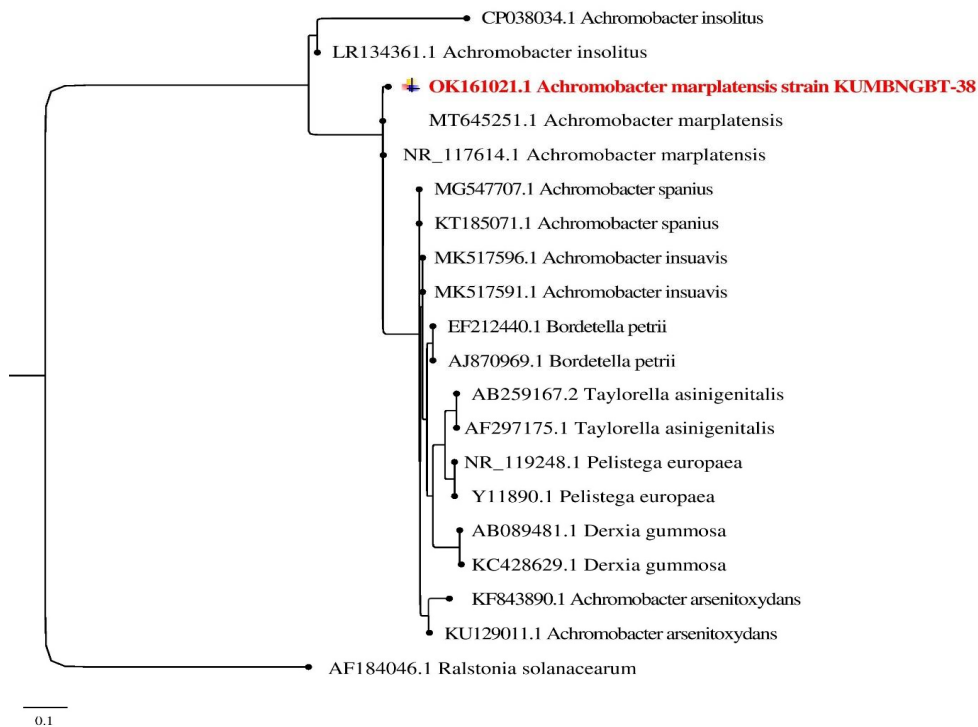 CP038034.1 Achromobacter insolitus
LR134361.1 Achromobacter insolitus
OK161021.1 Achromobacter marplatensis strain KUMBNGBT-38
MT645251.1 Achromobacter marplatensis
NR_117614.1 Achromobacter marplatensis
MG547707.1 Achromobacter spanius
KT185071.1 Achromobacter spanius
MK517596.1 Achromobacter insuavis
MK517591.1 Achromobacter insuavis
EF212440.1 Bordetella petrii
AJ870969.1 Bordetella petrii
AB259167.2 Taylorella asinigenitalis
AF297175.1 Taylorella asinigenitalis
NR_119248.1 Pelistega europaea
Y11890.1 Pelistega europaea
AB089481.1 Derxia gummosa
KC428629.1 Derxia gummosa
KF843890.1 Achromobacter arsenitoxydans
KU129011.1 Achromobacter arsenitoxydans
AF184046.1 Ralstonia solanacearum
0.1